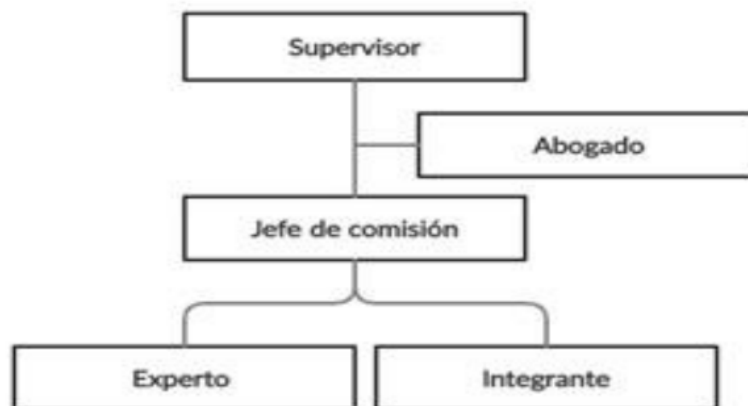 Supervisor
Abogado
Jefe de comisión
Experto
Integrante